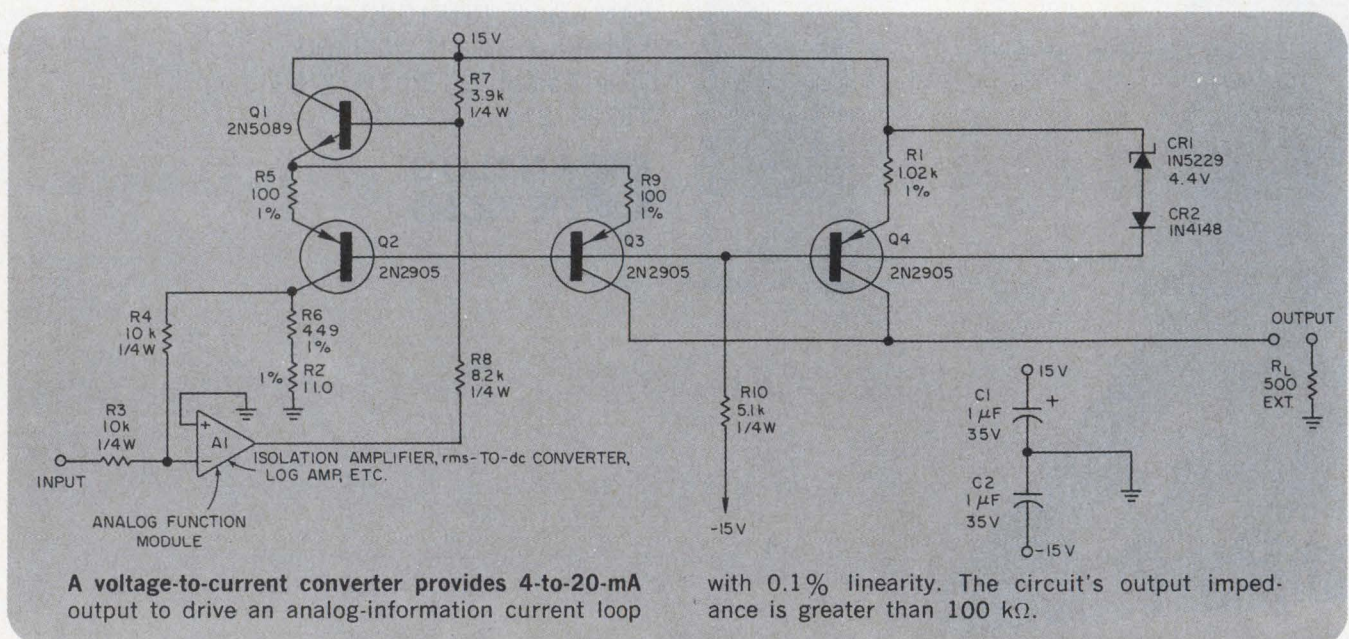 15 V
R7
3.9k
1/4 W
Q1
2N5089
R5
100
1%
R9
100
1%
R1
1.02k
1%
CR1
1N5229
4.4V
CR2
1N4148
Q2
2N2905
Q3
2N2905
Q4
2N2905
R4
10 k
1/4 W
R6
449
1%
1%
R2
11.0
R8
8.2k
1/4 W
R10
5.1k
1/4 W
-15 V
OUTPUT
RL
500
EXT.
15 V
C1
1 µF
35V
+
C2
1 µF
35V
-15 V
R3
10k
1/4W
INPUT
+
A1
−
ISOLATION AMPLIFIER, rms-TO-dc CONVERTER,
LOG AMP, ETC.
ANALOG FUNCTION
MODULE
A voltage-to-current converter provides 4-to-20-mA
output to drive an analog-information current loop
with 0.1% linearity. The circuit's output imped-
ance is greater than 100 kΩ.